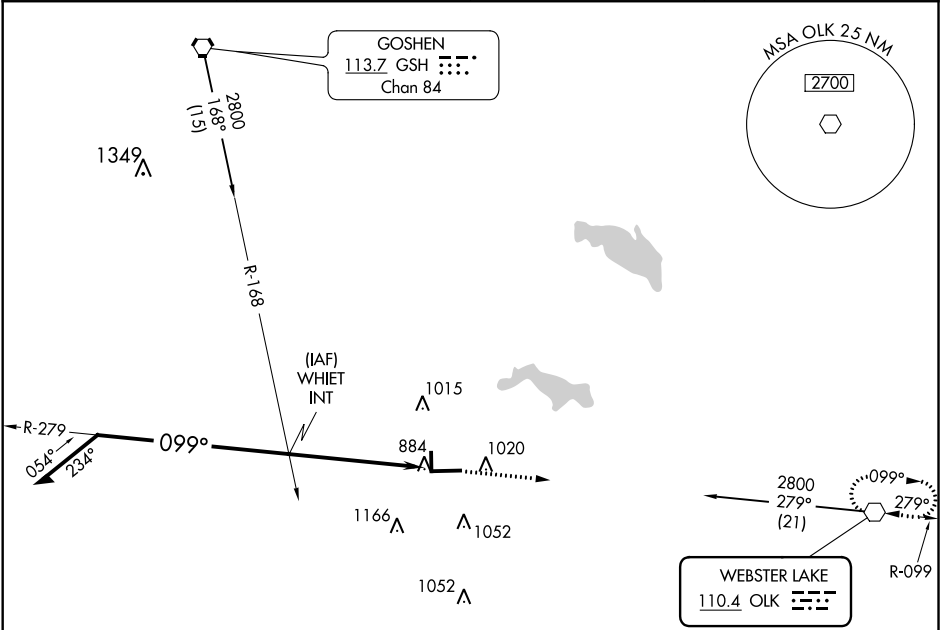 GOSHEN
113.7 GSH
Chan 84
MSA OLK 25 NM
2700
2800
168°
(15)
1349
R-168
(IAF)
WHIET
INT
1015
R-279
099°
054°
234°
884
1020
2800
279°
(21)
099°
279°
1166
1052
R-099
1052
WEBSTER LAKE
110.4 OLK